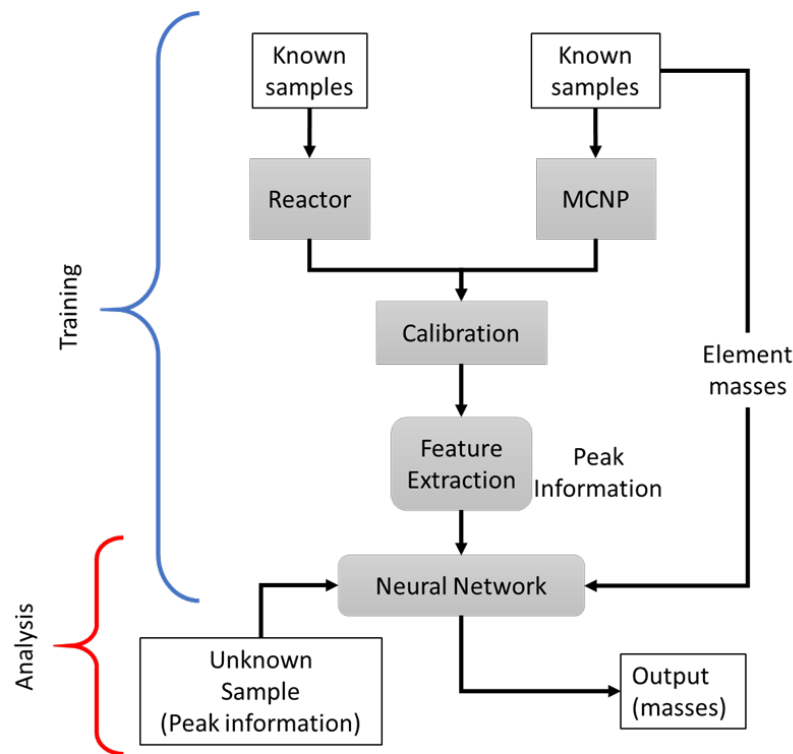 Known
samples
Known
samples
Reactor
MCNP
Calibration
Training
Element
masses
Feature
Extraction
Peak
Information
Neural Network
Analysis
Unknown
Sample
(Peak information)
Output
(masses)